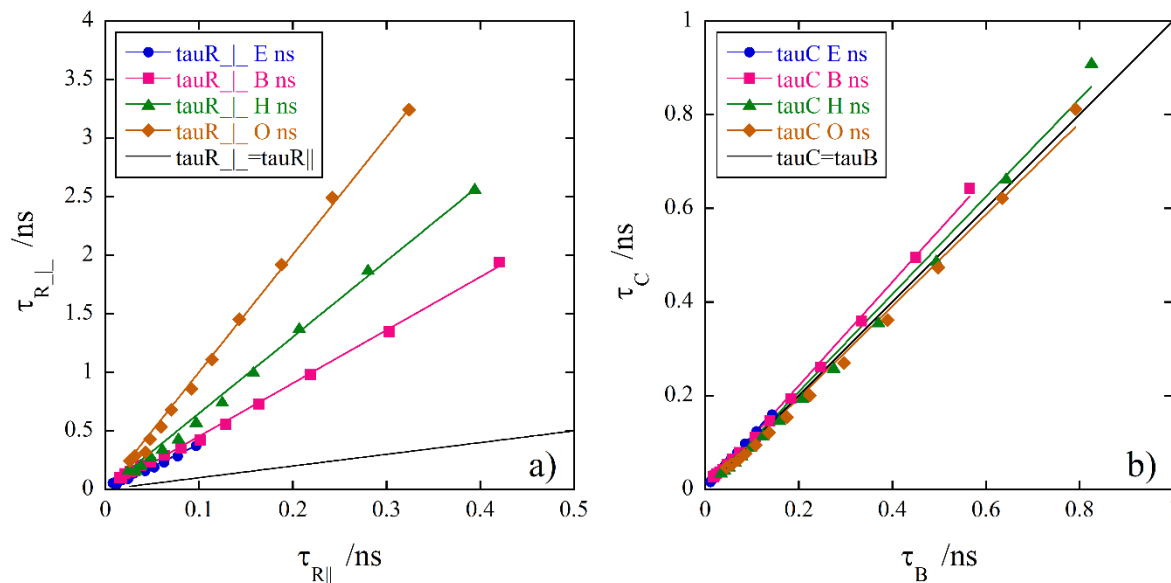 4
3.5
3
2.5
2
1.5
1
0.5
0
τR_|_ /ns
tauR_|_ E ns
tauR_|_ B ns
tauR_|_ H ns
tauR_|_ O ns
tauR_|_=tauR||
a)
0 0.1 0.2 0.3 0.4 0.5
τR|| /ns
1
0.8
0.6
0.4
0.2
0
τC /ns
tauC E ns
tauC B ns
tauC H ns
tauC O ns
tauC=tauB
b)
0 0.2 0.4 0.6 0.8
τB /ns